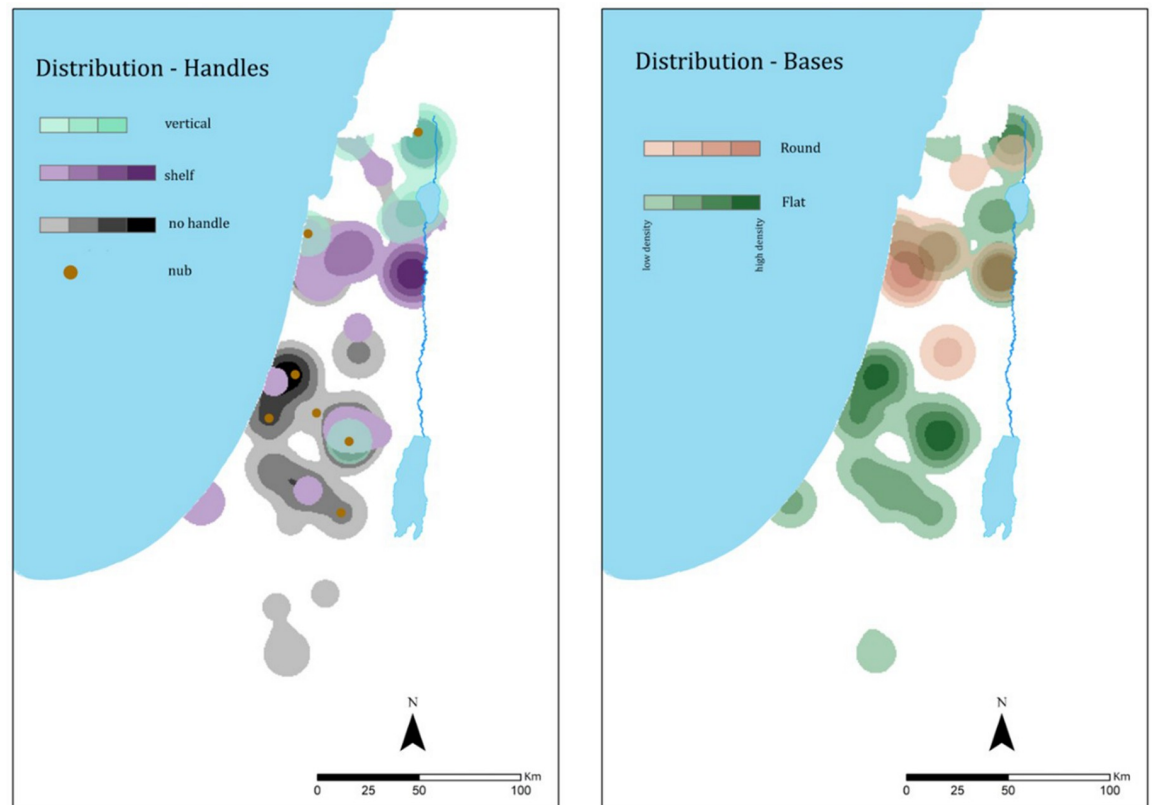 Distribution - Handles
vertical
shelf
no handle
nub
N
Km
0 25 50 100
Distribution - Bases
Round
Flat
low density
high density
N
Km
0 25 50 100